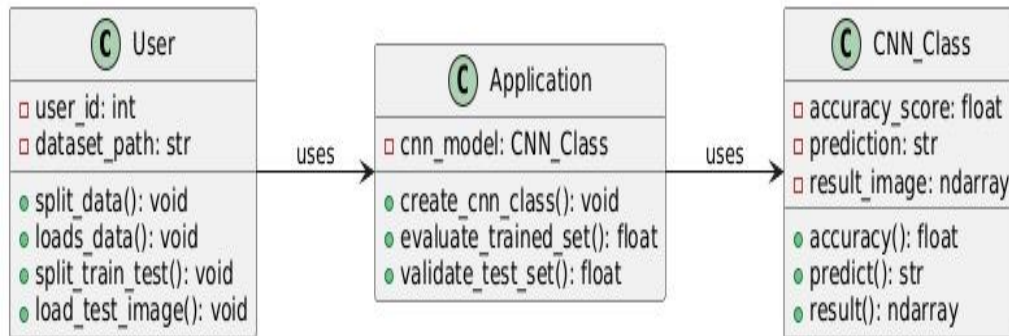 C User
user_id: int
dataset_path: str
split_data(): void
loads_data(): void
split_train_test(): void
load_test_image(): void
uses
C Application
cnn_model: CNN_Class
create_cnn_class(): void
evaluate_trained_set(): float
validate_test_set(): float
uses
C CNN_Class
accuracy_score: float
prediction: str
result_image: ndarray
accuracy(): float
predict(): str
result(): ndarray